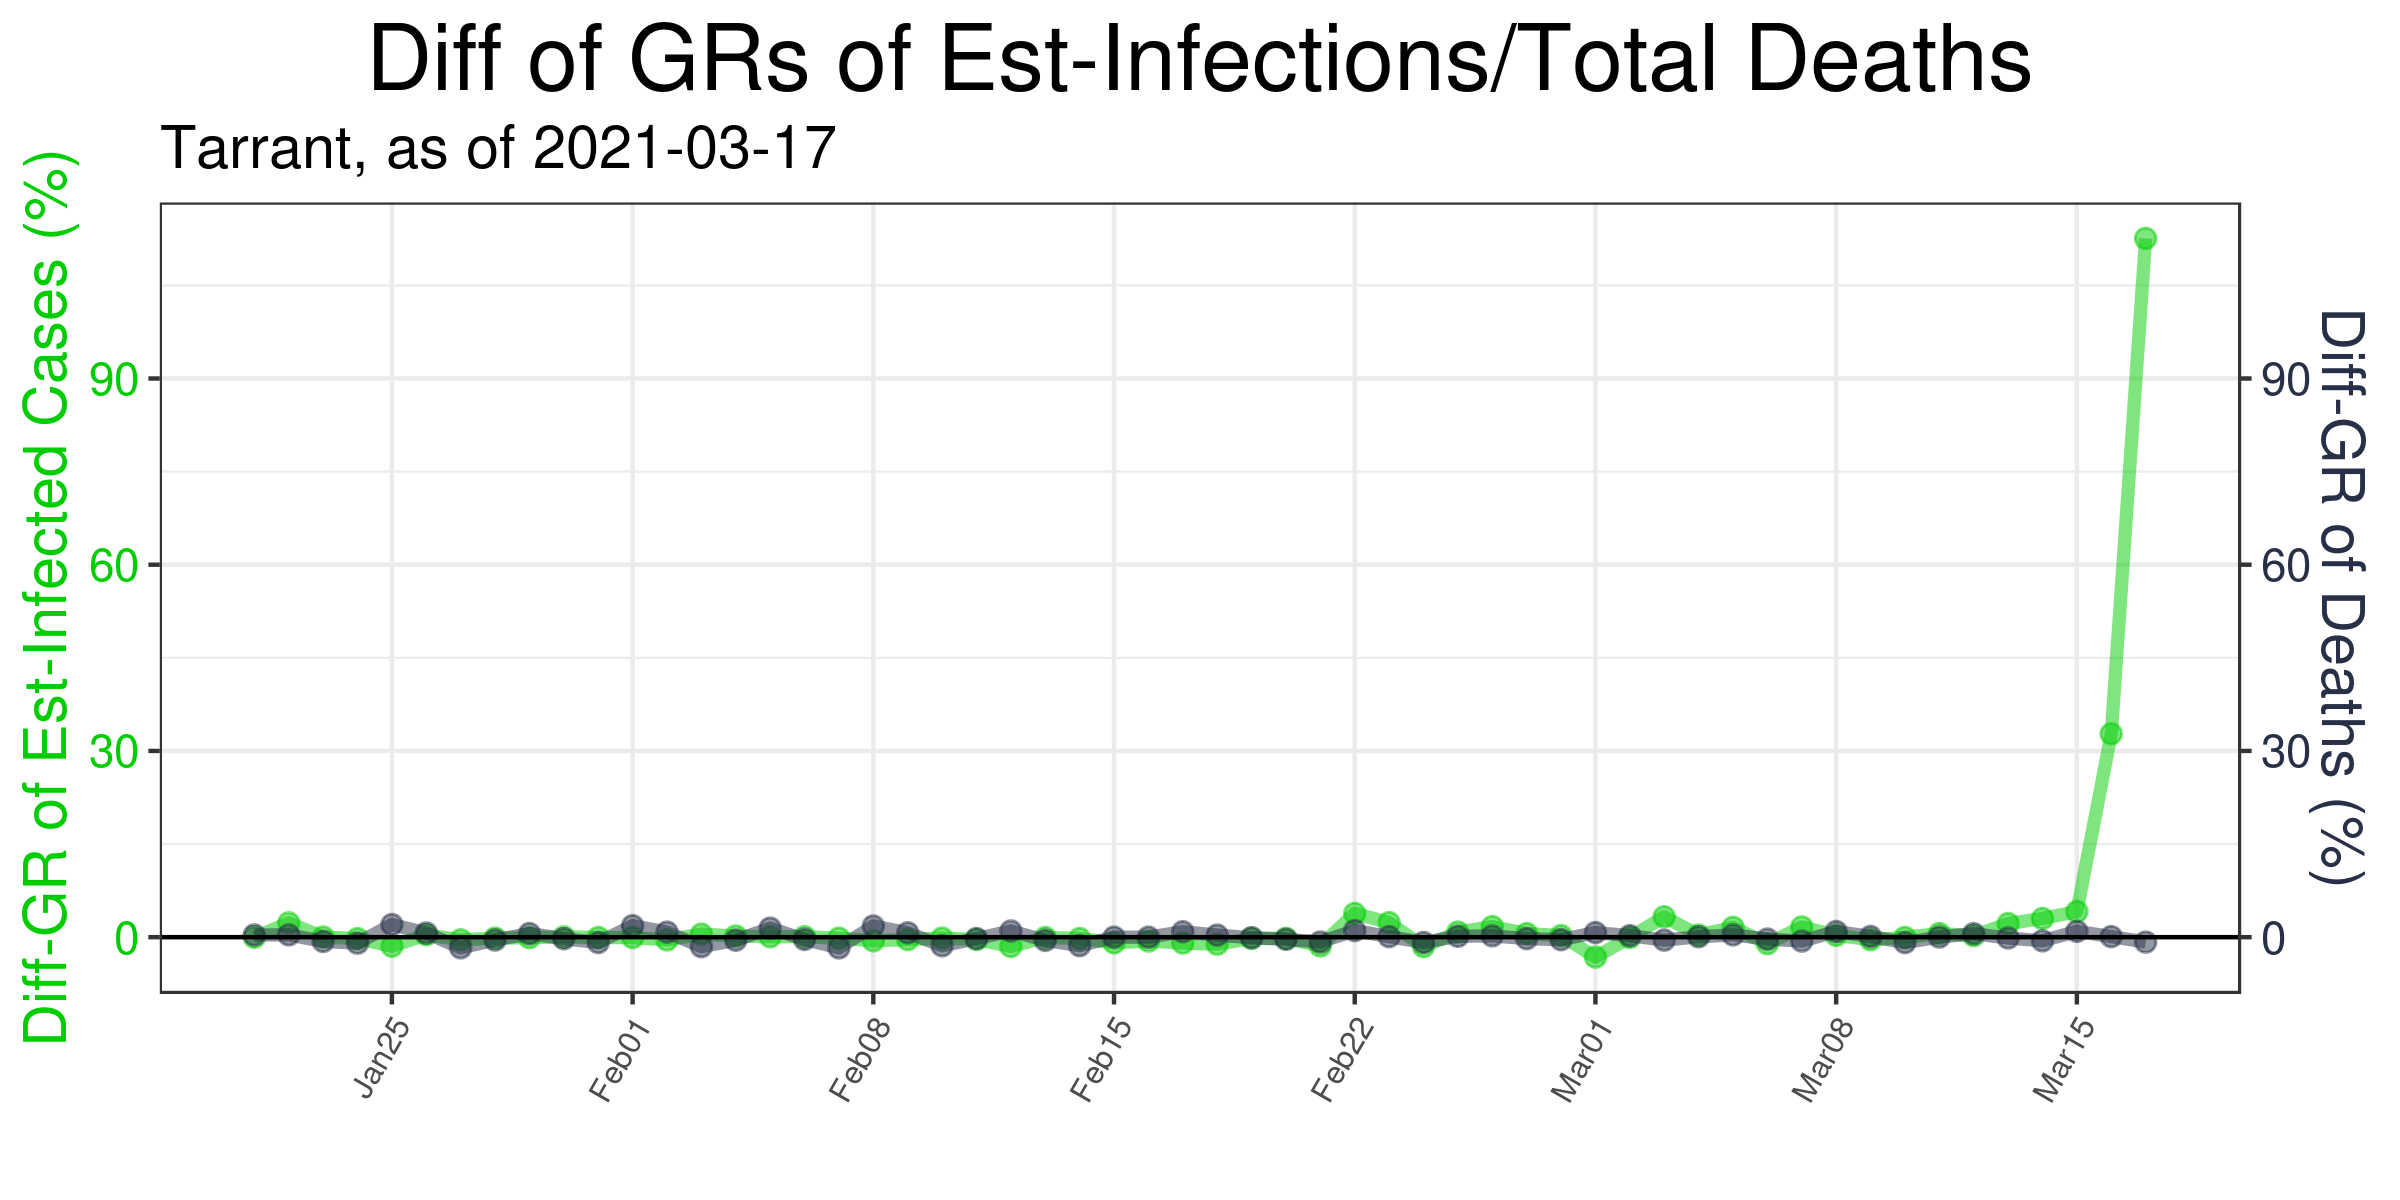 Diff of GRs of Est-Infections/Total Deaths
Tarrant, as of 2021-03-17
Diff-GR of Est-Infected Cases (%)
90
60
30
0
90
60
30
0
Diff-GR of Deaths (%)
Jan25
Feb01
Feb08
Feb15
Feb22
Mar01
Mar08
Mar15